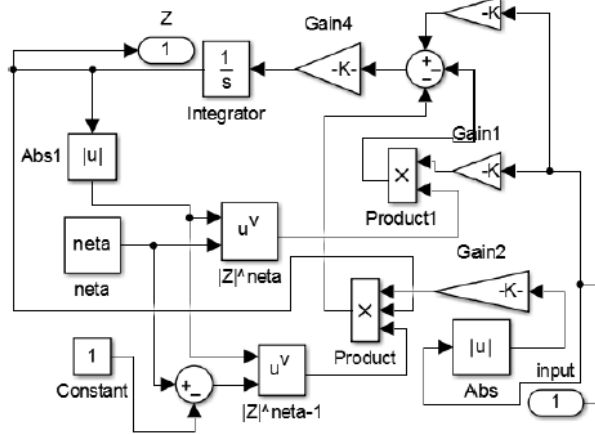 Z
1
Gain4
-K-
1
s
-K-
+
-
-
Integrator
Abs1
|u|
Gain1
-K-
×
Product1
neta
neta
u^v
|Z|^neta
Gain2
-K-
×
Product
|u|
Abs
input
1
1
Constant
+
-
u^v
|Z|^neta-1